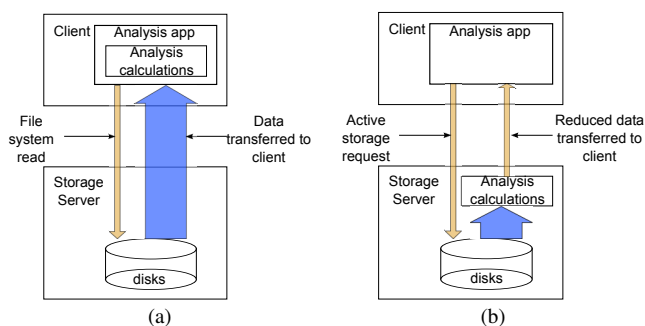 Client
Analysis app
Analysis
calculations
File
system
read
Data
transferred to
client
Storage
Server
disks
(a)
Client
Analysis app
Active
storage
request
Reduced data
transferred to
client
Storage
Server
Analysis
calculations
disks
(b)